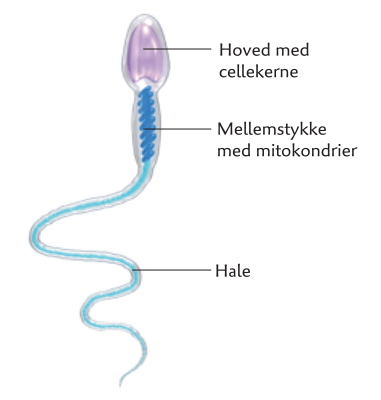 Hoved med
cellekerne
Mellemstykke
med mitokondrier
Hale